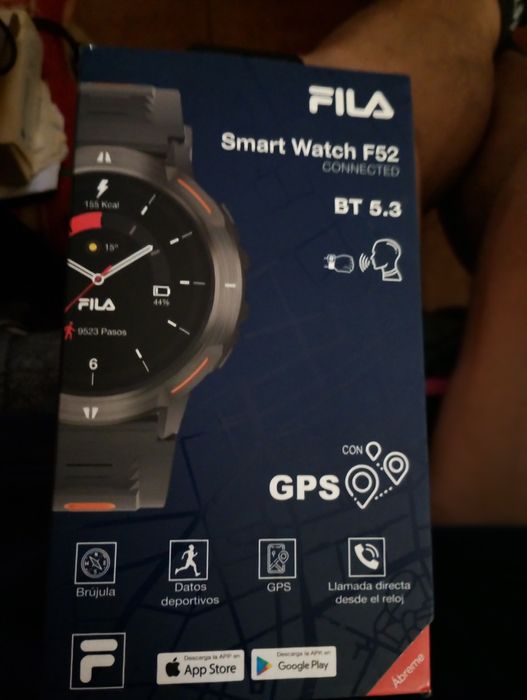 FILA
Smart Watch F52
CONNECTED
BT 5.3
155 Kcal
15°
FILA
44%
9523 Pasos
6
CON
GPS
Brújula
Datos
deportivos
GPS
Llamada directa
desde el reloj
F
Descarga la APP en
App Store
Descarga la APP en
Google Play
Ábreme